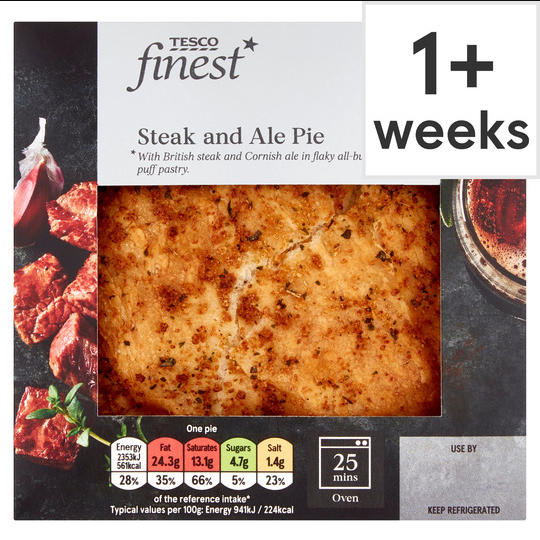 1+
weeks
TESCO
finest*
Steak and Ale Pie
*With British steak and Cornish ale in flaky
puff pastry.
One pie
Energy 2353kJ 561kcal 28%
Fat 24.3g 35%
Saturates 13.1g 66%
Sugars 4.7g 5%
Salt 1.4g 23%
of the reference intake*
Typical values per 100g: Energy 941kJ / 224kcal
25
mins
Oven
USE BY
KEEP REFRIGERATED